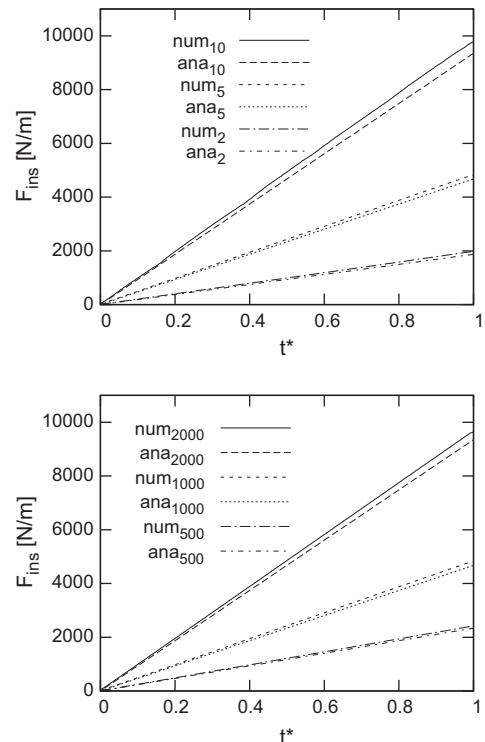 10000
8000
6000
4000
2000
0
F_ins [N/m]
num_10
ana_10
num_5
ana_5
num_2
ana_2
0 0.2 0.4 0.6 0.8 1
t*
10000
8000
6000
4000
2000
0
F_ins [N/m]
num_2000
ana_2000
num_1000
ana_1000
num_500
ana_500
0 0.2 0.4 0.6 0.8 1
t*